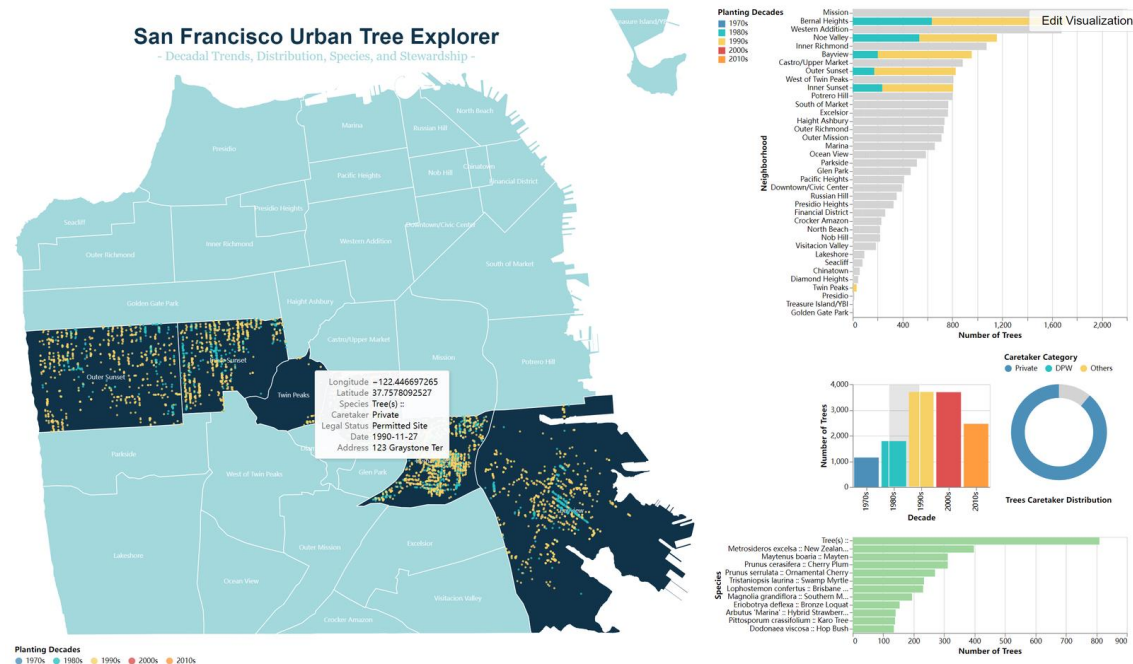 San Francisco Urban Tree Explorer
- Decadal Trends, Distribution, Species, and Stewardship -
Treasure Island/YBI
North Beach
Marina
Russian Hill
Presidio
Chinatown
Pacific Heights
Nob Hill
Financial District
Presidio Heights
Seacliff
Downtown/Civic Center
Inner Richmond
Western Addition
Outer Richmond
South of Market
Golden Gate Park
Haight Ashbury
Castro/Upper Market
Mission
Potrero Hill
Inner Sunset
Outer Sunset
Twin Peaks
Longitude −122.446697265
Latitude 37.7578092527
Species Tree(s) ::
Caretaker Private
Legal Status Permitted Site
Date 1990-11-27
Address 123 Graystone Ter
Parkside
West of Twin Peaks
Glen Park
Bayview
Excelsior
Outer Mission
Lakeshore
Ocean View
Visitacion Valley
Crocker Amazon
Planting Decades
1970s 1980s 1990s 2000s 2010s
Planting Decades
1970s
1980s
1990s
2000s
2010s
Edit Visualization
Neighborhood
Mission
Bernal Heights
Western Addition
Noe Valley
Inner Richmond
Bayview
Castro/Upper Market
Outer Sunset
West of Twin Peaks
Inner Sunset
Potrero Hill
South of Market
Excelsior
Haight Ashbury
Outer Richmond
Outer Mission
Marina
Ocean View
Parkside
Glen Park
Pacific Heights
Downtown/Civic Center
Russian Hill
Presidio Heights
Financial District
Crocker Amazon
North Beach
Nob Hill
Visitacion Valley
Lakeshore
Seacliff
Chinatown
Diamond Heights
Twin Peaks
Presidio
Treasure Island/YBI
Golden Gate Park
0 400 800 1,200 1,600 2,000
Number of Trees
Number of Trees
4,000
3,000
2,000
1,000
0
1970s 1980s 1990s 2000s 2010s
Decade
Caretaker Category
Private DPW Others
Trees Caretaker Distribution
Species
Tree(s) ::
Metrosideros excelsa :: New Zealan...
Maytenus boaria :: Mayten
Prunus cerasifera :: Cherry Plum
Prunus serrulata :: Ornamental Cherry
Tristaniopsis laurina :: Swamp Myrtle
Lophostemon confertus :: Brisbane ...
Magnolia grandiflora :: Southern M...
Eriobotrya deflexa :: Bronze Loquat
Arbutus 'Marina' :: Hybrid Strawberr...
Pittosporum crassifolium :: Karo Tree
Dodonaea viscosa :: Hop Bush
0 100 200 300 400 500 600 700 800 900
Number of Trees